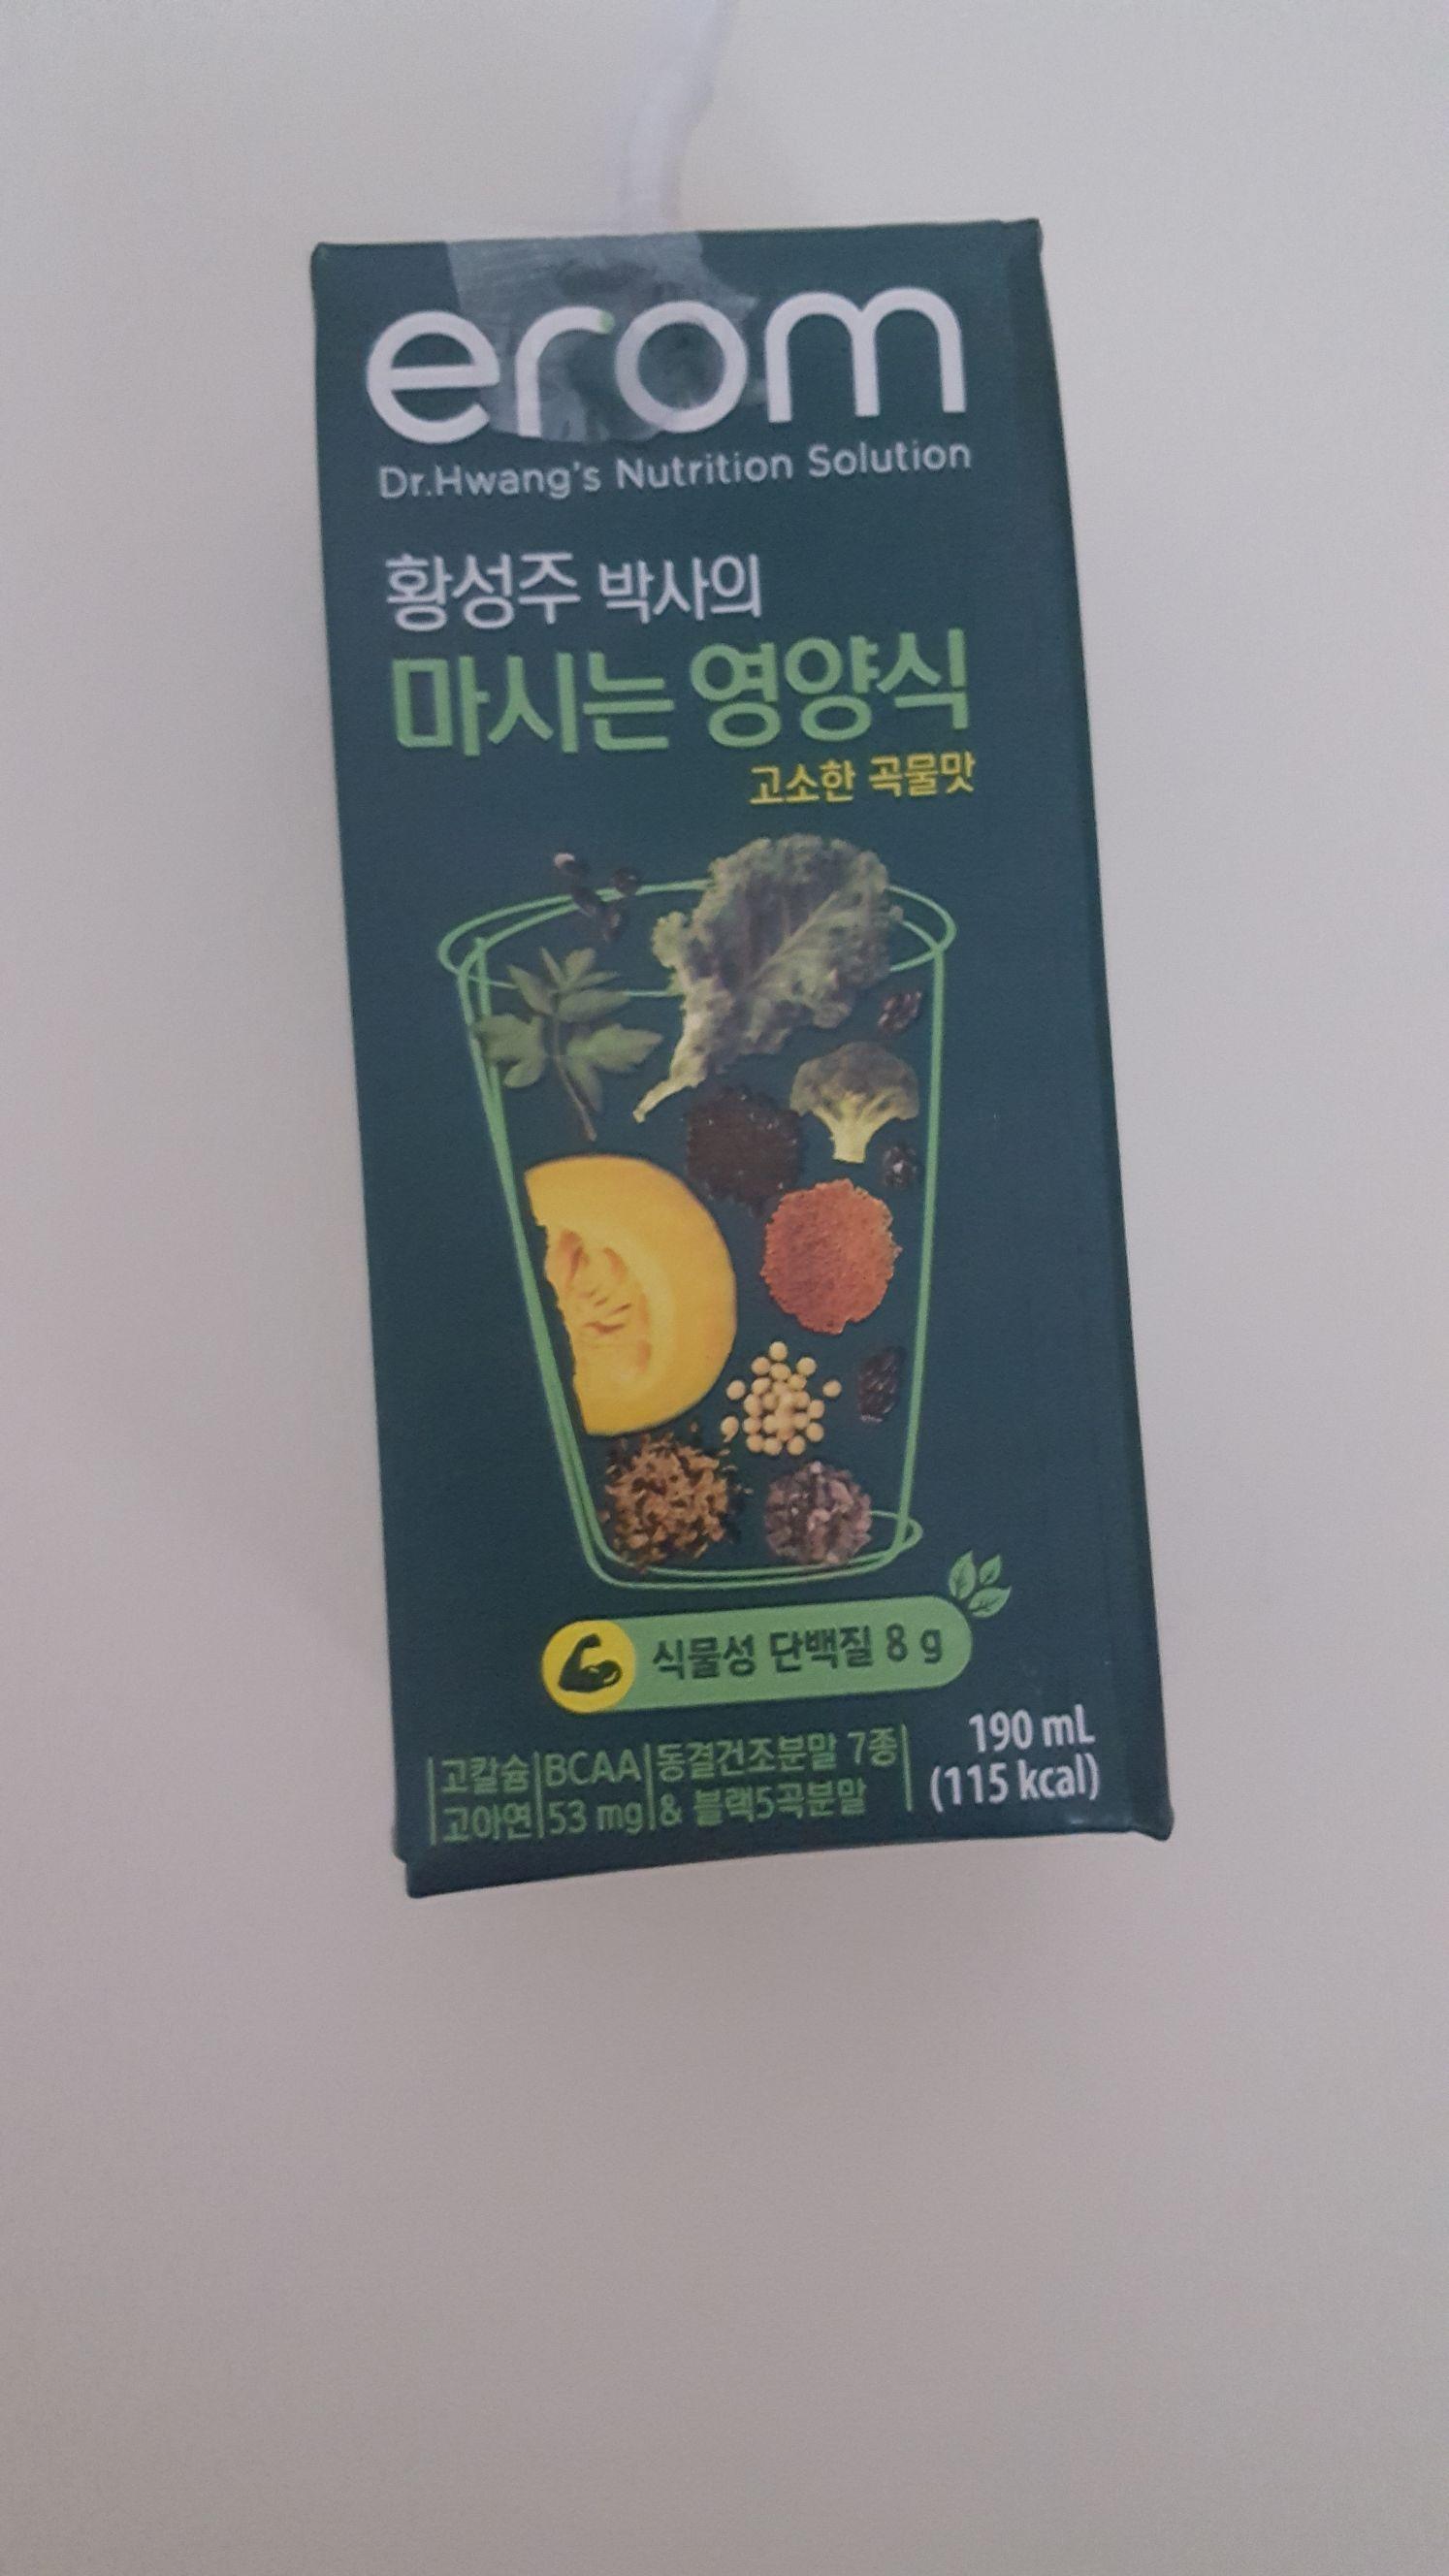 erom
Dr.Hwang's Nutrition Solution
황성주 박사의
마시는 영양식
고소한 곡물맛
식물성 단백질 8 g
고칼슘 BCAA 동결건조분말 7종
고아연 53 mg & 블랙5곡분말
190 mL
(115 kcal)